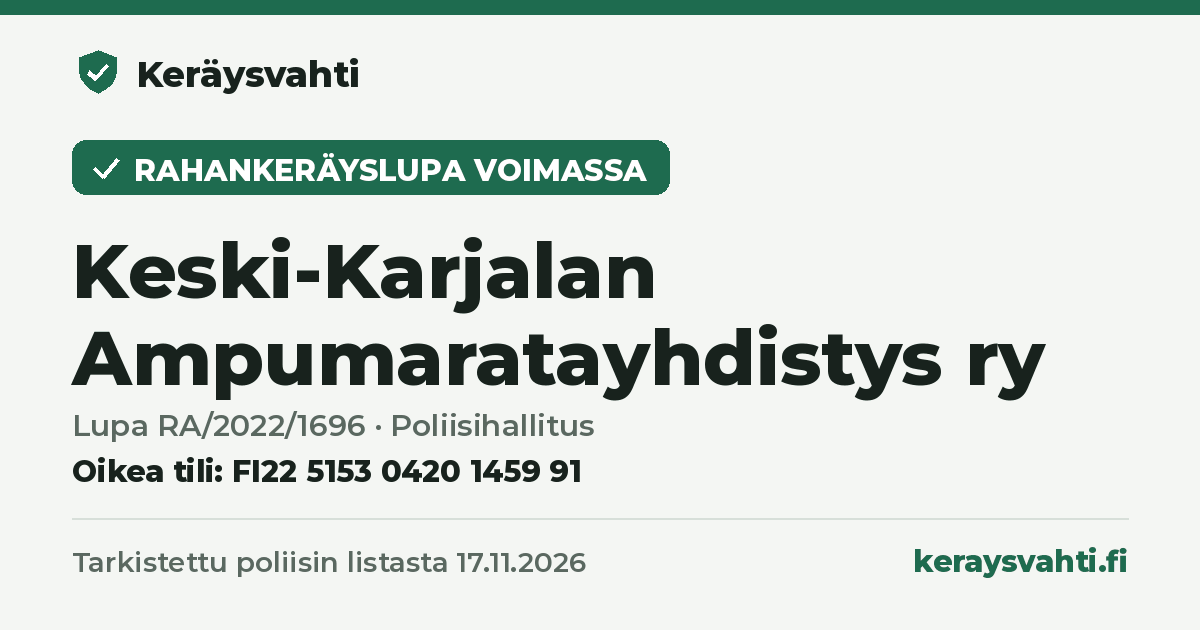 Keräysvahti
RAHANKERÄYSLUPA VOIMASSA
Keski-Karjalan
Ampumaratayhdistys ry
Lupa RA/2022/1696 · Poliisihallitus
Oikea tili: FI22 5153 0420 1459 91
Tarkistettu poliisin listasta 17.11.2026
keraysvahti.fi